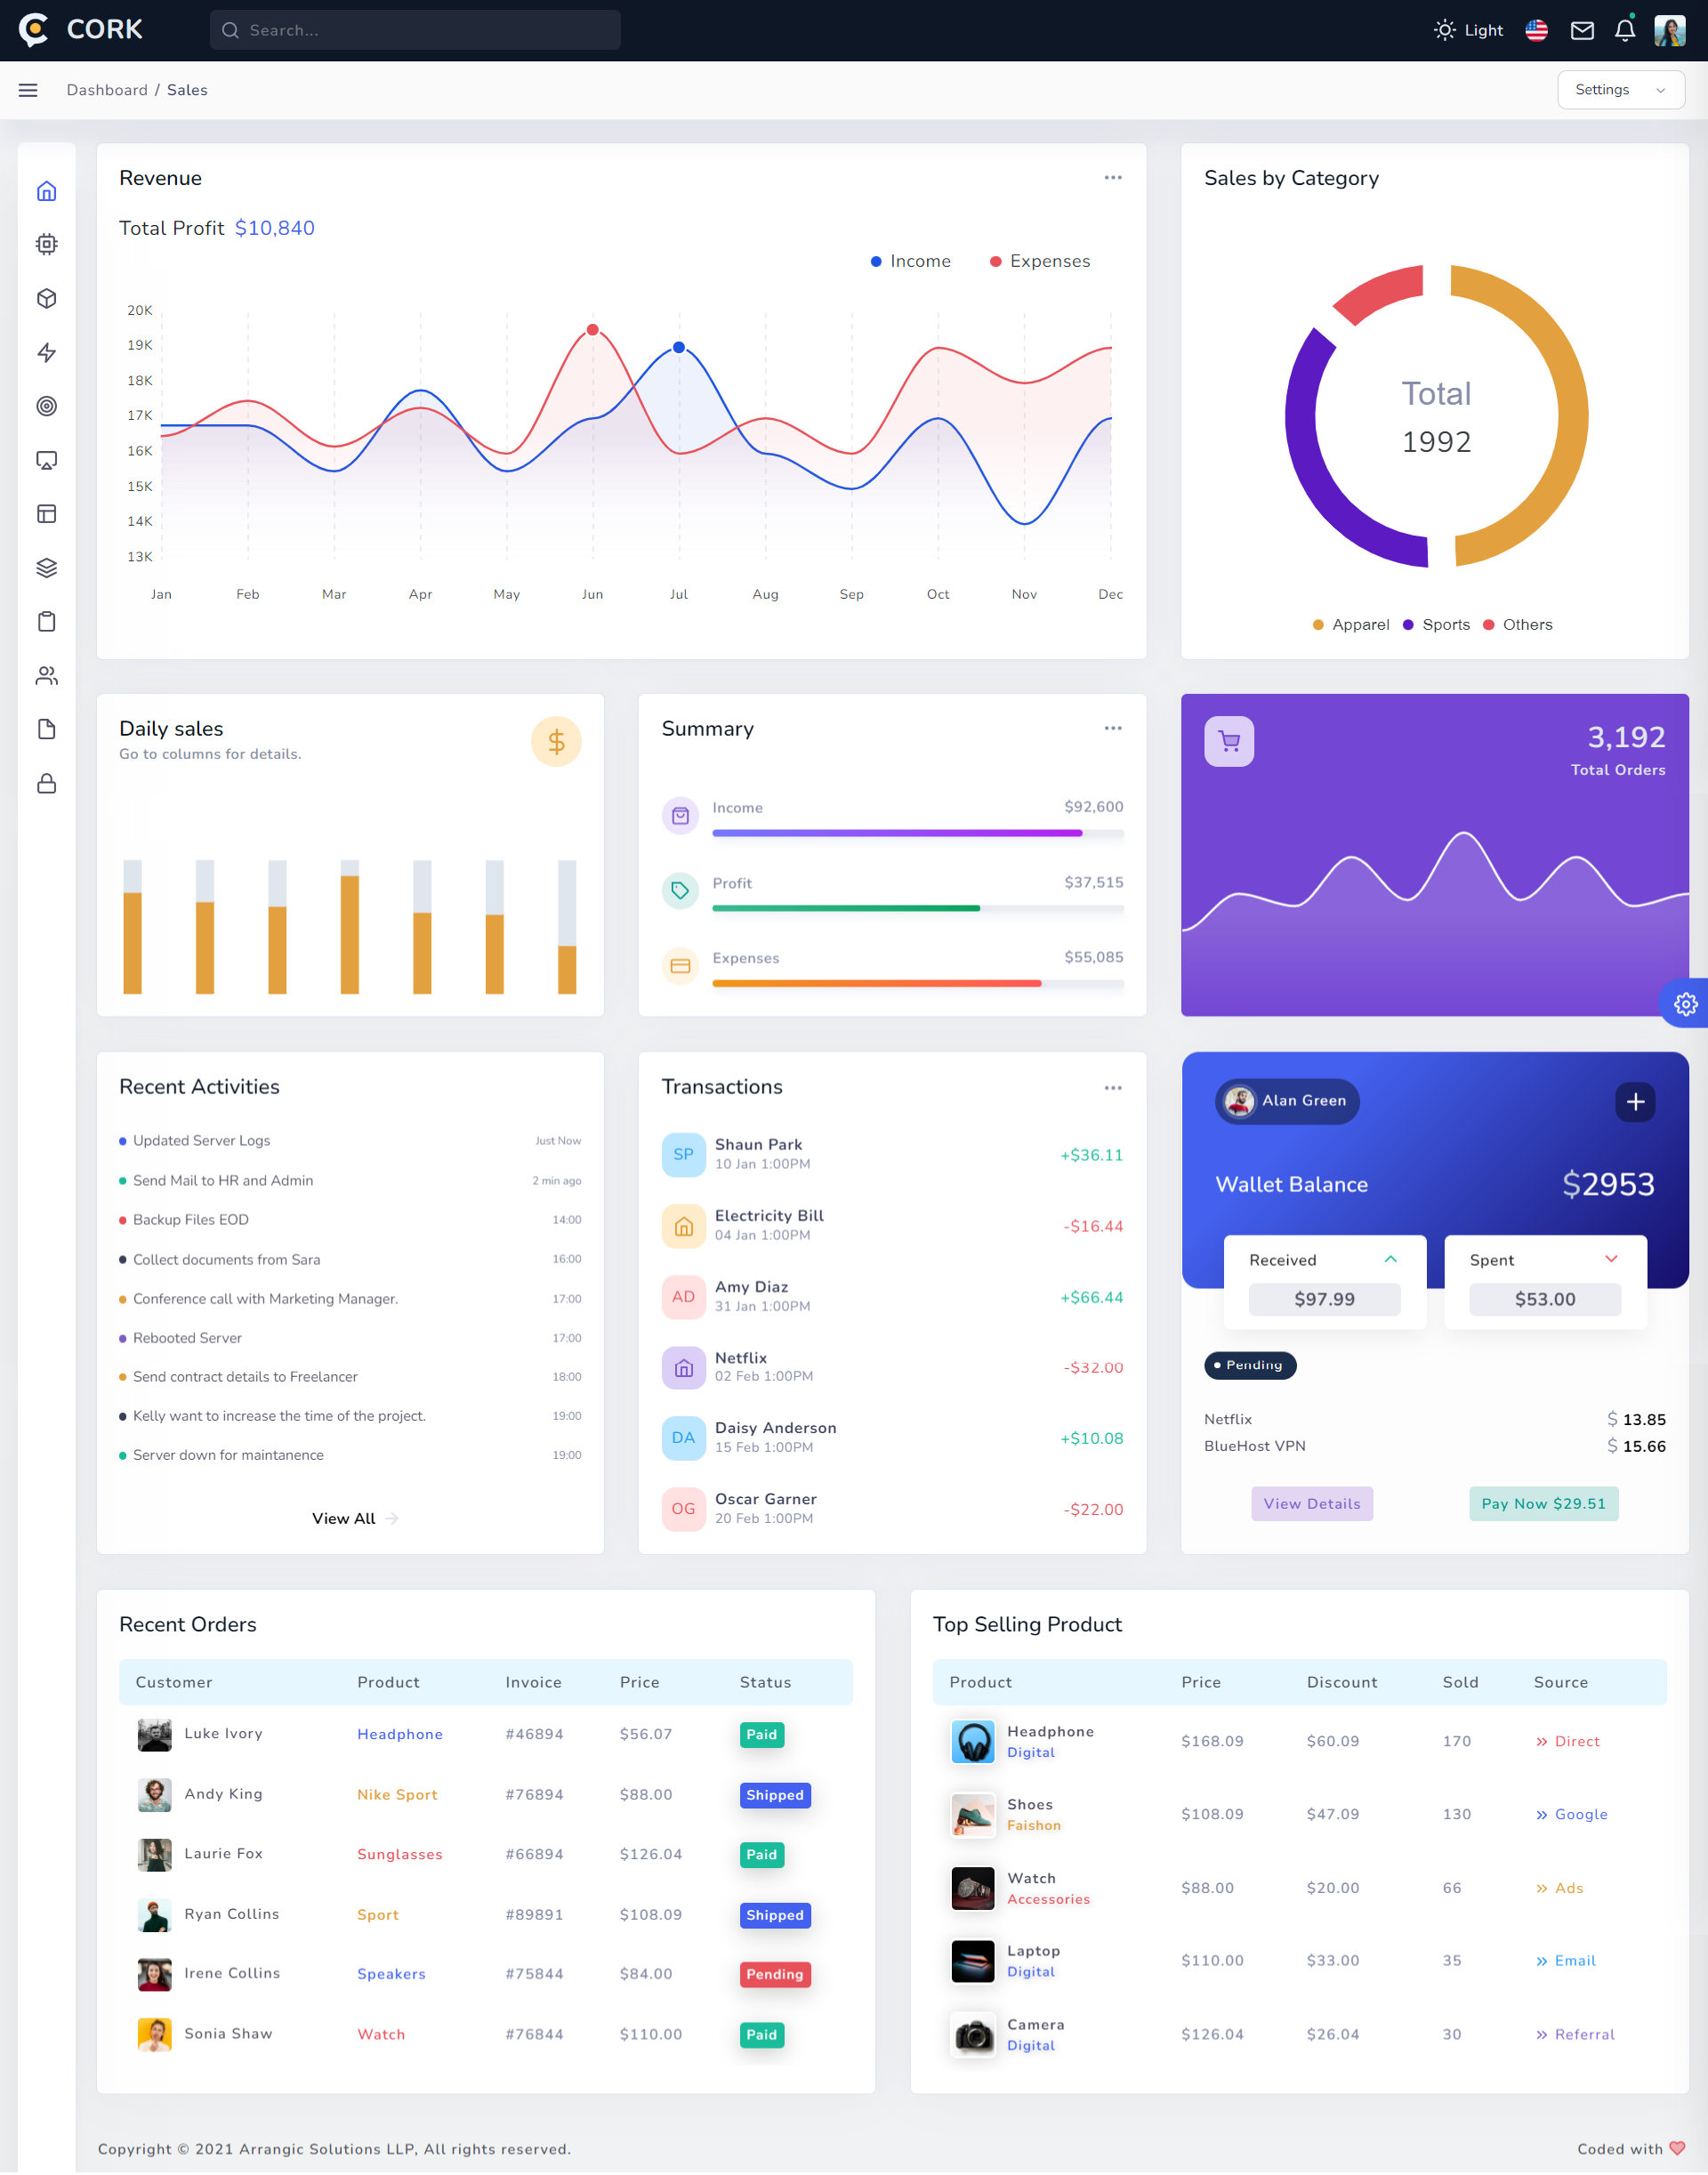 CORK
Search...
Light
Dashboard / Sales
Settings
Revenue
Total Profit $10,840
Income Expenses
20K
19K
18K
17K
16K
15K
14K
13K
Jan Feb Mar Apr May Jun Jul Aug Sep Oct Nov Dec
Sales by Category
Total
1992
Apparel Sports Others
Daily sales
Go to columns for details.
Summary
Income $92,600
Profit $37,515
Expenses $55,085
3,192
Total Orders
Recent Activities
Updated Server Logs Just Now
Send Mail to HR and Admin 2 min ago
Backup Files EOD 14:00
Collect documents from Sara 16:00
Conference call with Marketing Manager. 17:00
Rebooted Server 17:00
Send contract details to Freelancer 18:00
Kelly want to increase the time of the project. 19:00
Server down for maintanence 19:00
View All
Transactions
SP Shaun Park +$36.11
10 Jan 1:00PM
Electricity Bill -$16.44
04 Jan 1:00PM
AD Amy Diaz +$66.44
31 Jan 1:00PM
Netflix -$32.00
02 Feb 1:00PM
DA Daisy Anderson +$10.08
15 Feb 1:00PM
OG Oscar Garner -$22.00
20 Feb 1:00PM
Alan Green
Wallet Balance $2953
Received Spent
$97.99 $53.00
Pending
Netflix $ 13.85
BlueHost VPN $ 15.66
View Details Pay Now $29.51
Recent Orders
Customer Product Invoice Price Status
Luke Ivory Headphone #46894 $56.07 Paid
Andy King Nike Sport #76894 $88.00 Shipped
Laurie Fox Sunglasses #66894 $126.04 Paid
Ryan Collins Sport #89891 $108.09 Shipped
Irene Collins Speakers #75844 $84.00 Pending
Sonia Shaw Watch #76844 $110.00 Paid
Top Selling Product
Product Price Discount Sold Source
Headphone $168.09 $60.09 170 Direct
Digital
Shoes $108.09 $47.09 130 Google
Faishon
Watch $88.00 $20.00 66 Ads
Accessories
Laptop $110.00 $33.00 35 Email
Digital
Camera $126.04 $26.04 30 Referral
Digital
Copyright © 2021 Arrangic Solutions LLP, All rights reserved.
Coded with